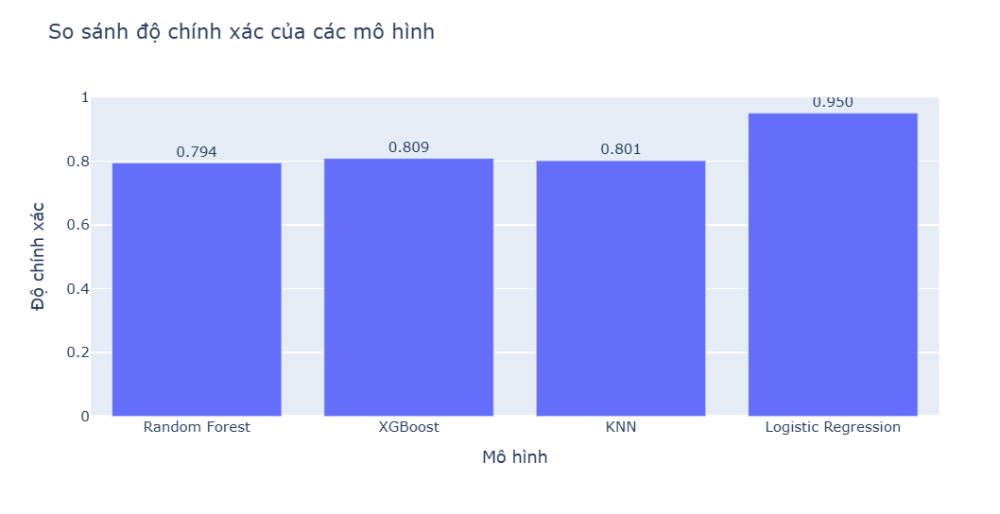 So sánh độ chính xác của các mô hình
Độ chính xác
1
0.8
0.6
0.4
0.2
0
0.794
0.809
0.801
0.950
Random Forest
XGBoost
KNN
Logistic Regression
Mô hình